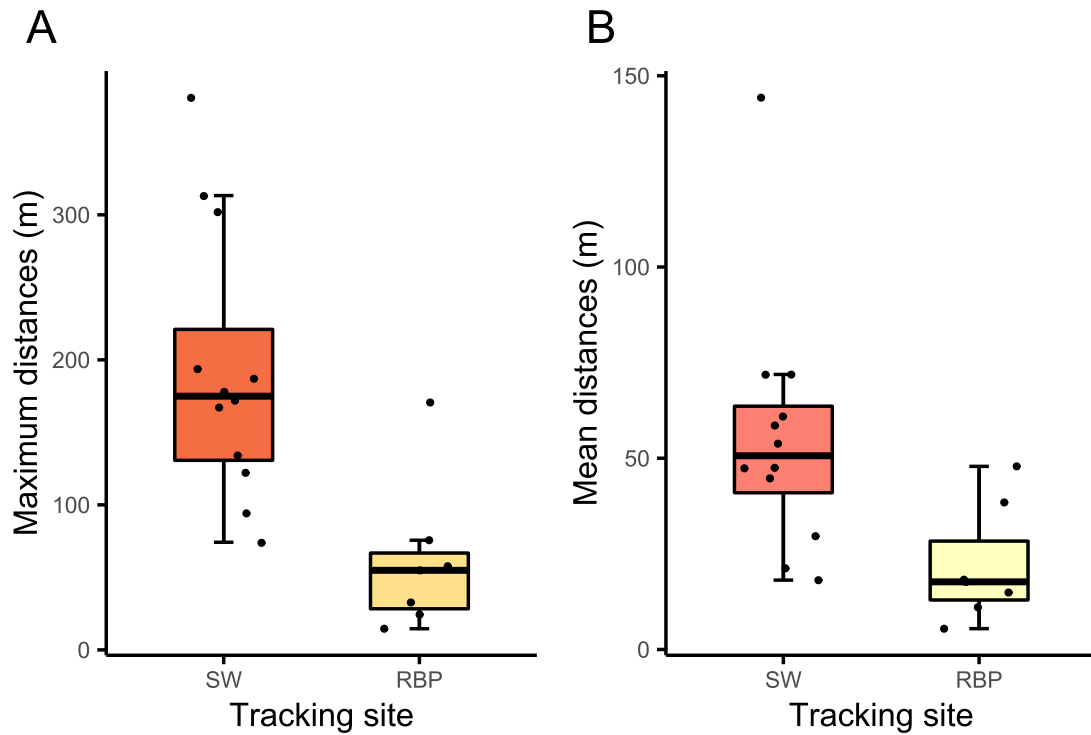 A
Maximum distances (m)
300
200
100
0
SW
RBP
Tracking site
B
Mean distances (m)
150
100
50
0
SW
RBP
Tracking site